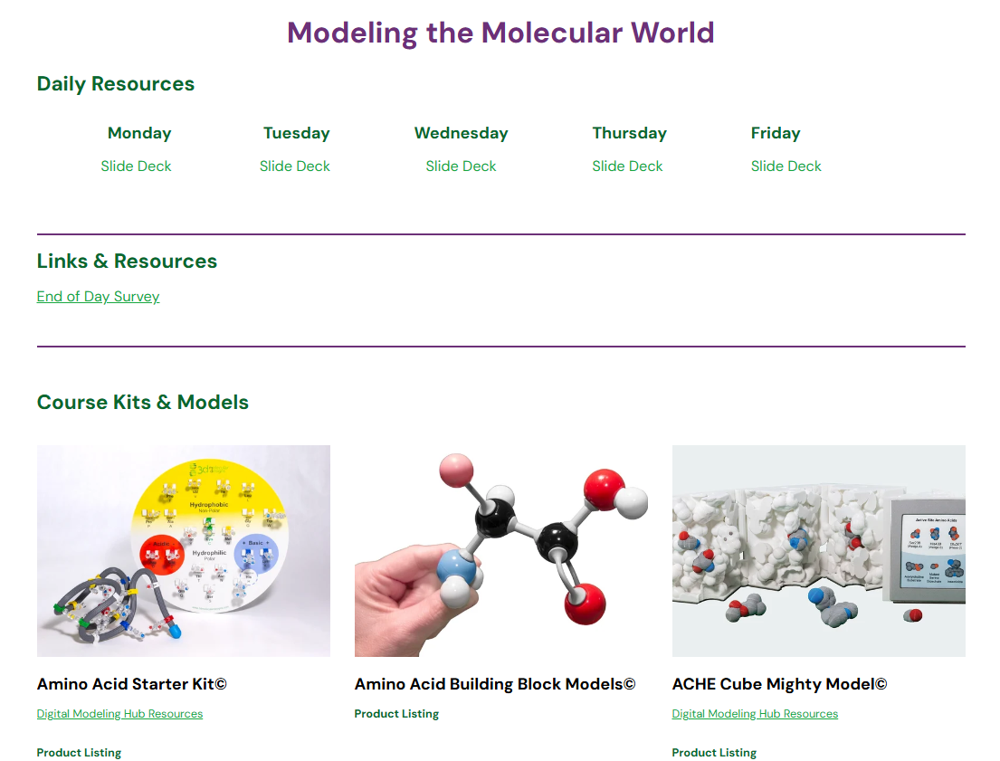 Modeling the Molecular World
Daily Resources
Monday Tuesday Wednesday Thursday Friday
Slide Deck Slide Deck Slide Deck Slide Deck Slide Deck
Links & Resources
End of Day Survey
Course Kits & Models
3d
Hydrophobic
Non-Polar
Acidic
+ Basic +
Hydrophilic
Polar
Active Site Amino Acids
Amino Acid Starter Kit© Amino Acid Building Block Models© ACHE Cube Mighty Model©
Digital Modeling Hub Resources Product Listing Digital Modeling Hub Resources
Product Listing Product Listing